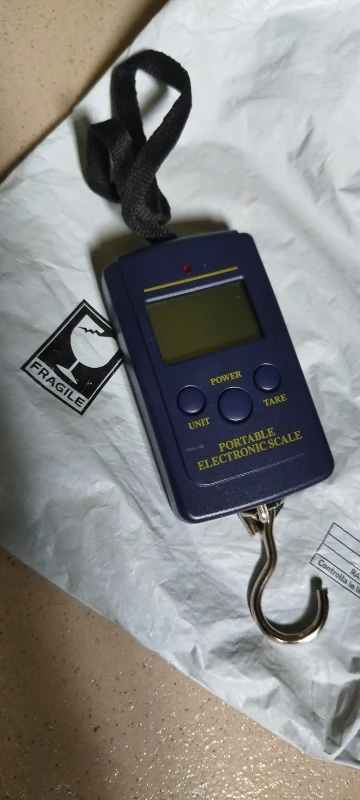 POWER
UNIT
TARE
PORTABLE
ELECTRONIC SCALE
FRAGILE
Controlla la